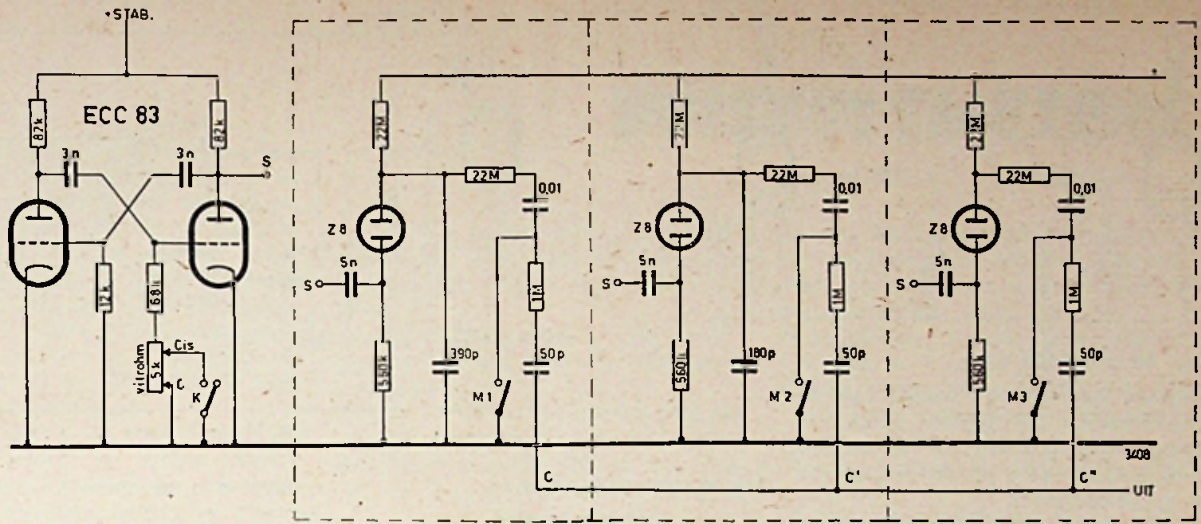 +STAB.
ECC 83
82k
82k
3n
3n
S
12k
68k
vitrohm
5k
Cis
C
K
22M
22M
0,01
Z8
5n
S
560k
390p
50p
1M
M1
C
22M
22M
0,01
Z8
5n
S
560k
180p
50p
1M
M2
C'
22M
22M
0,01
Z8
5n
S
560k
50p
1M
M3
C"
3408
UIT